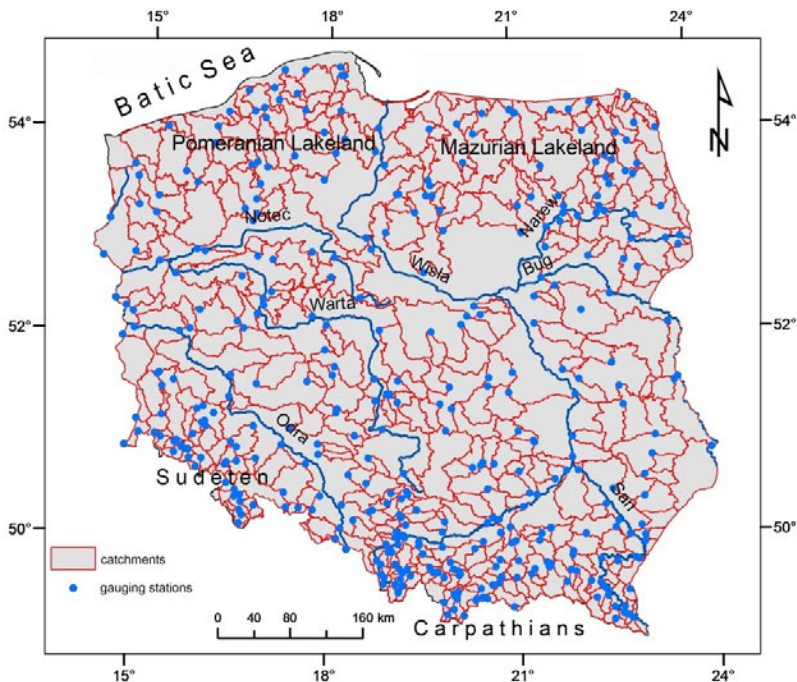 15°
18°
21°
24°
Batic Sea
54°
54°
N
Pomeranian Lakeland
Mazurian Lakeland
Notec
Narew
Wisla
Bug
Warta
52°
52°
Odra
Sudeten
San
50°
50°
catchments
gauging stations
0 40 80 160 km
Carpathians
15°
18°
21°
24°